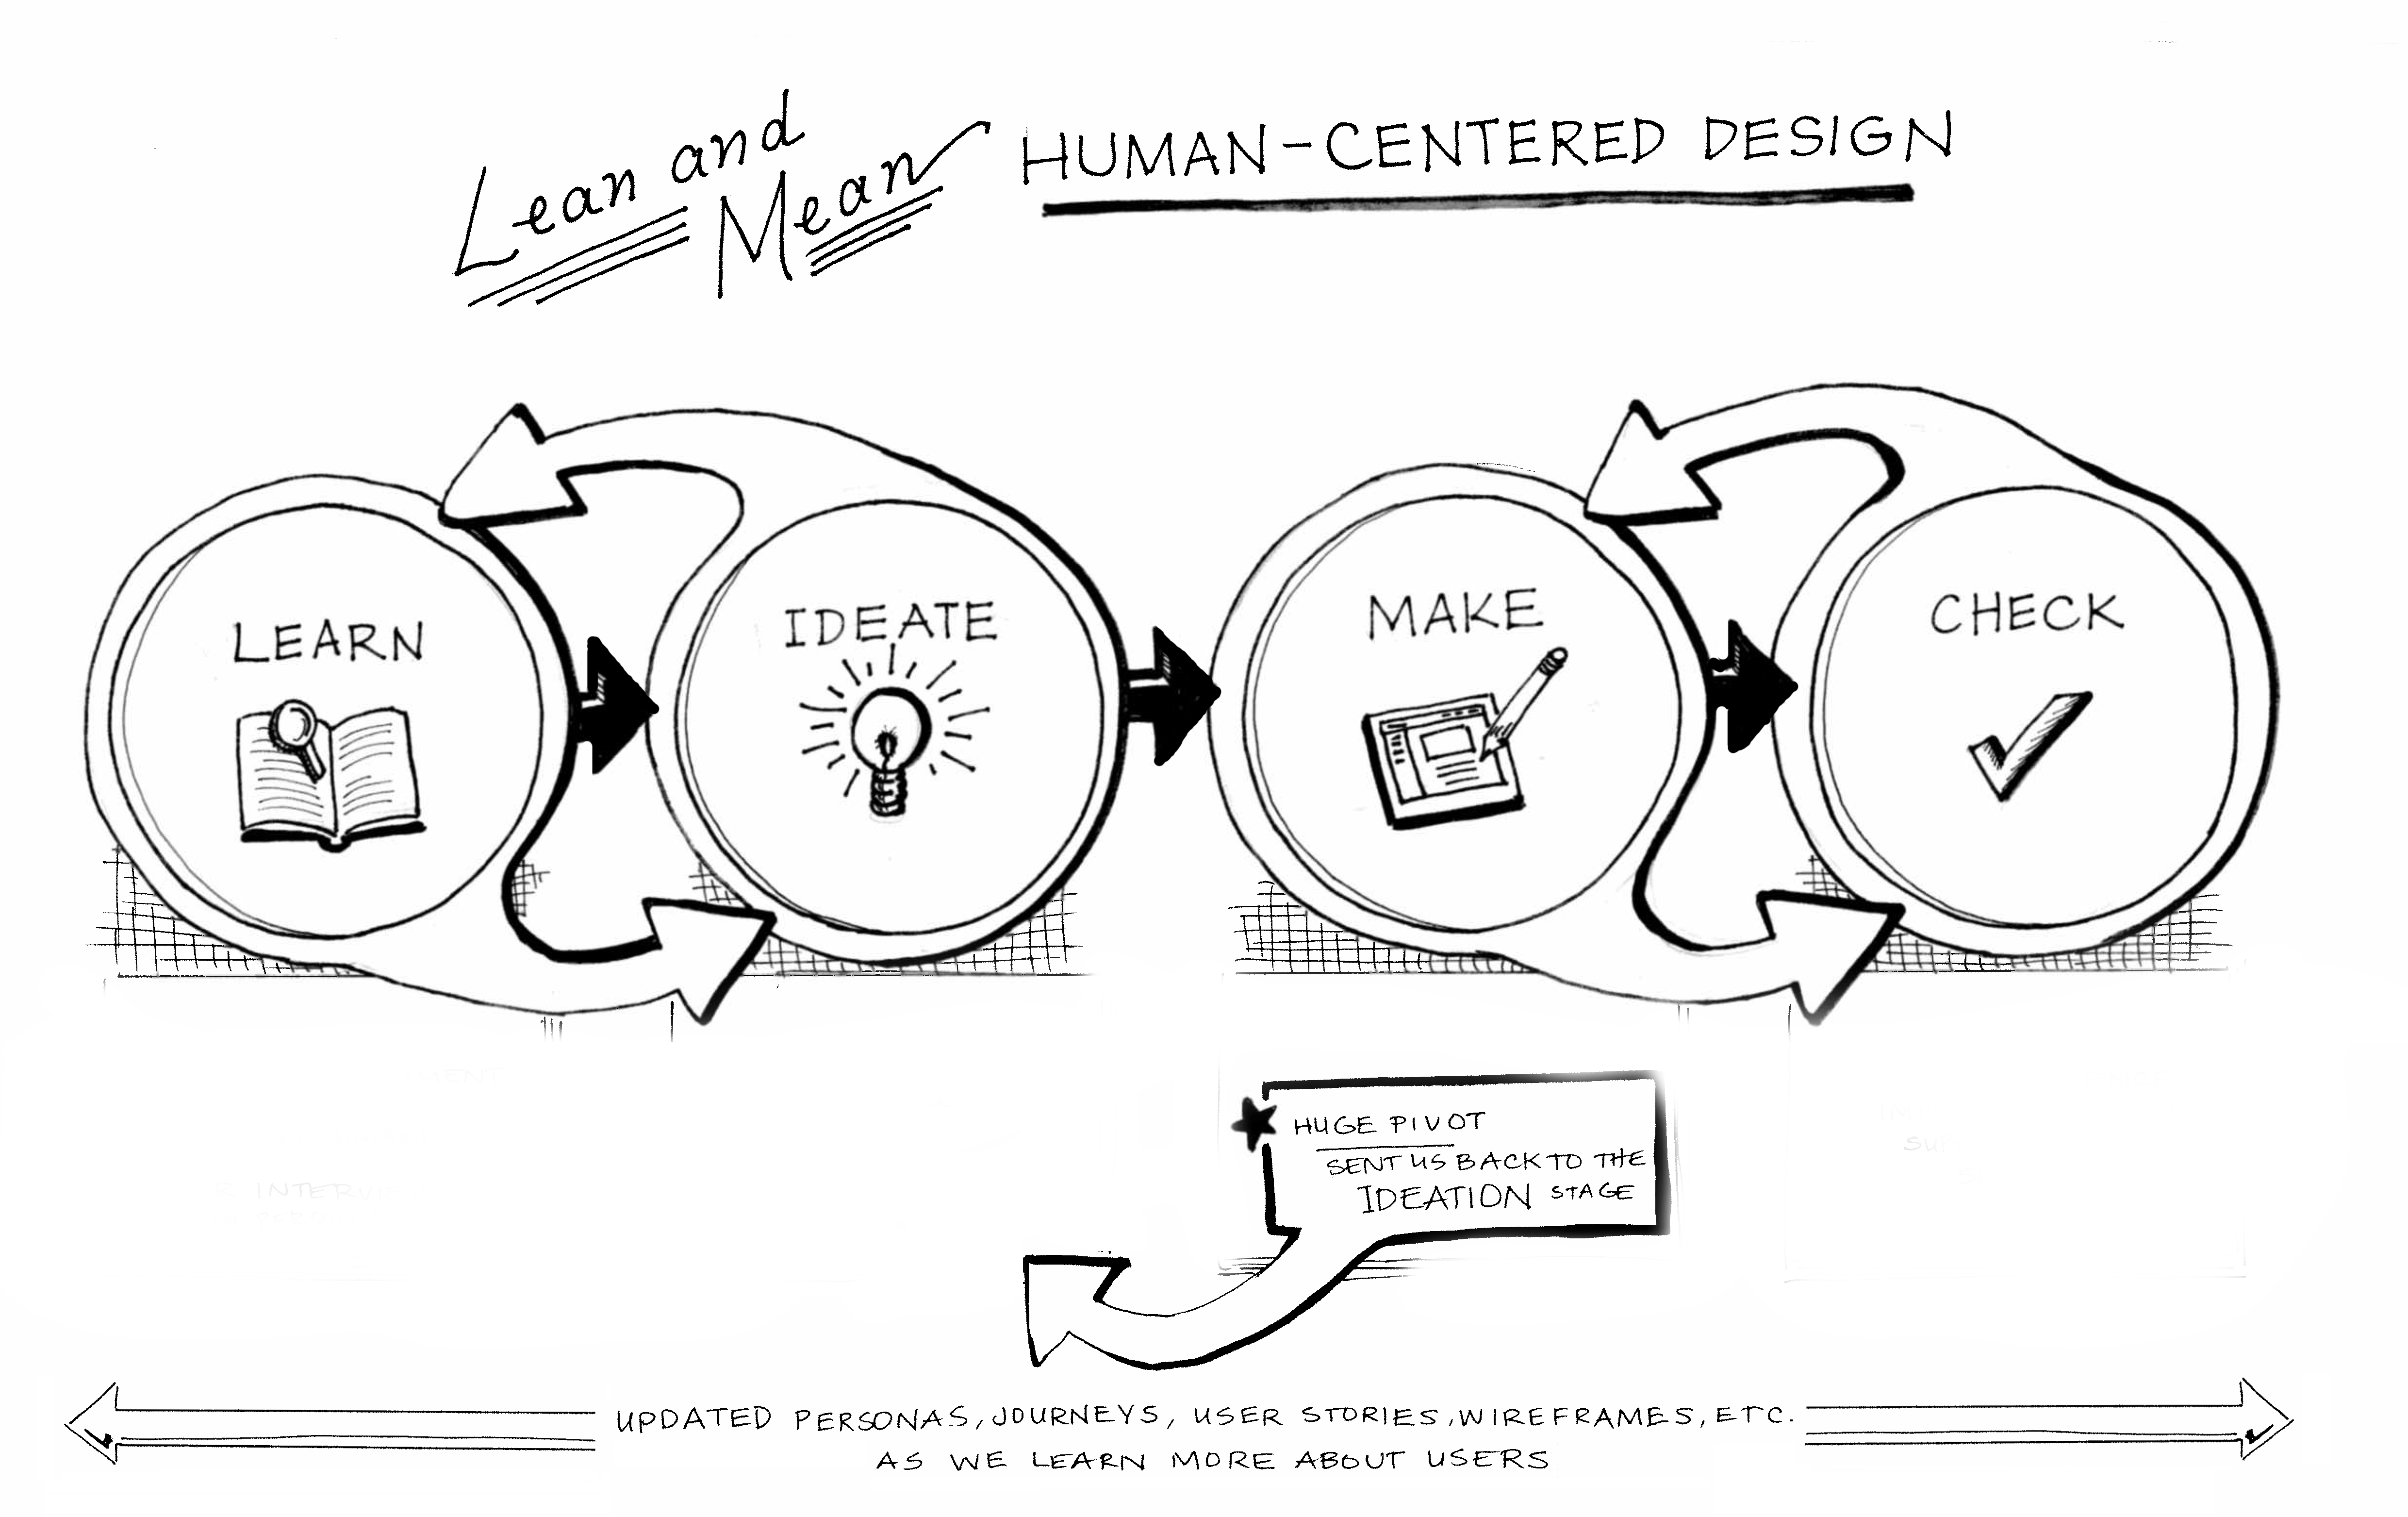 Lean and
Mean
HUMAN-CENTERED DESIGN
LEARN
IDEATE
MAKE
CHECK
HUGE PIVOT
SENT US BACK TO THE
IDEATION STAGE
UPDATED PERSONAS, JOURNEYS, USER STORIES, WIREFRAMES, ETC.
AS WE LEARN MORE ABOUT USERS